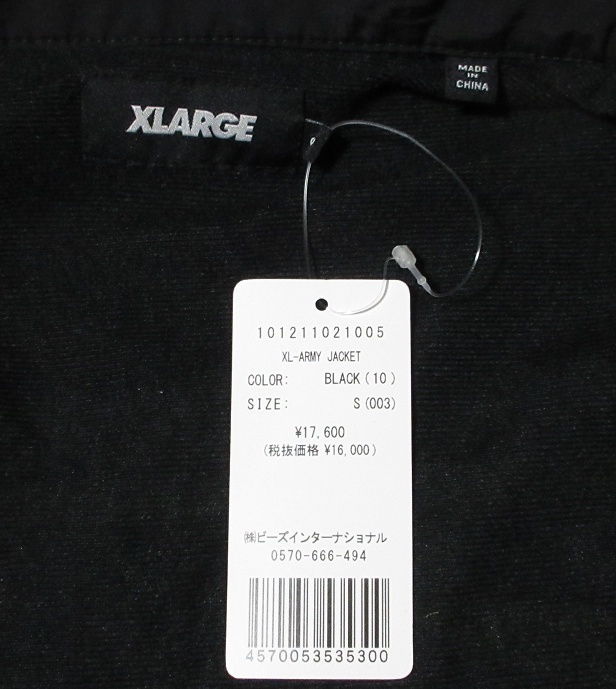 XLARGE
MADE
IN
CHINA
101211021005
XL-ARMY JACKET
COLOR: BLACK(10)
SIZE: S(003)
¥17,600
(税抜価格 ¥16,000)
㈱ビーズインターナショナル
0570-666-494
4570053535300